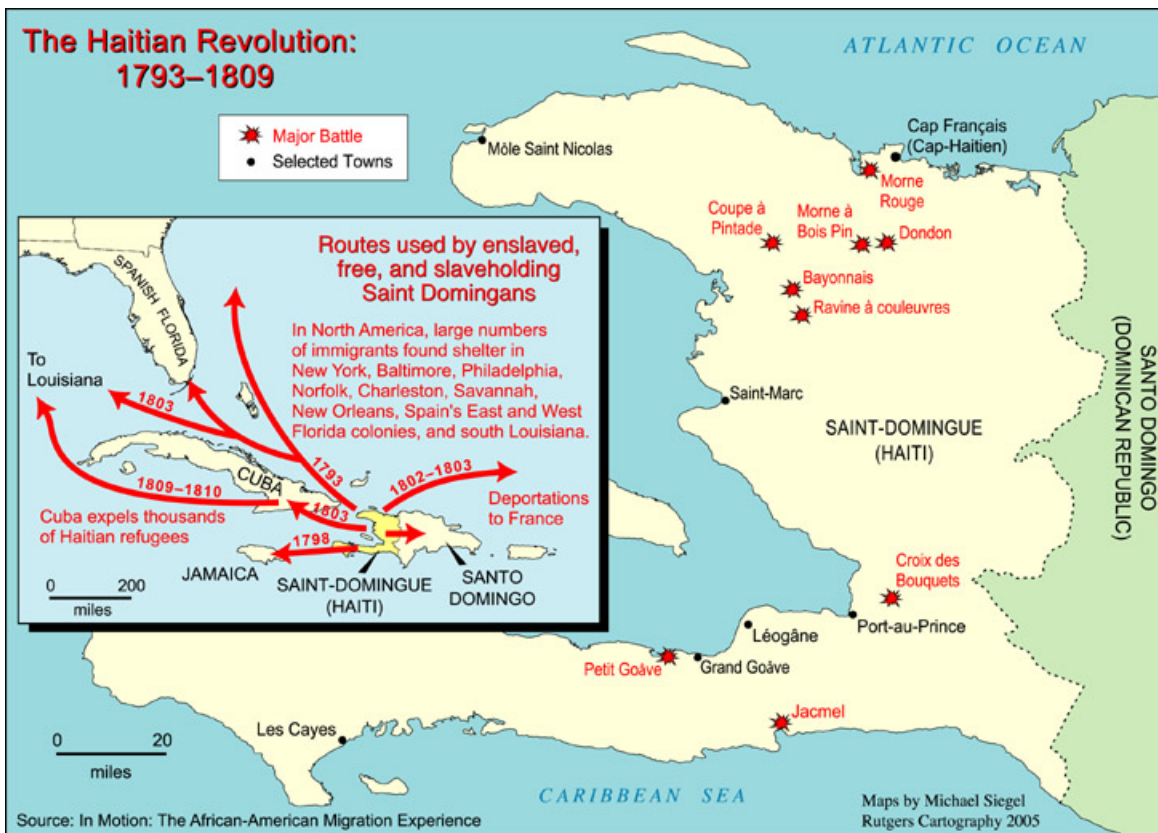 The Haitian Revolution:
1793–1809
ATLANTIC OCEAN
Major Battle
Selected Towns
Môle Saint Nicolas
Cap Français
(Cap-Haitien)
Morne
Rouge
Coupe à
Pintade
Morne à
Bois Pin
Dondon
Bayonnais
Ravine à couleuvres
Saint-Marc
SAINT-DOMINGUE
(HAITI)
SANTO DOMINGO
(DOMINICAN REPUBLIC)
Croix des
Bouquets
Port-au-Prince
Léogâne
Petit Goâve
Grand Goâve
Jacmel
Les Cayes
Routes used by enslaved,
free, and slaveholding
Saint Domingans
In North America, large numbers
of immigrants found shelter in
New York, Baltimore, Philadelphia,
Norfolk, Charleston, Savannah,
New Orleans, Spain's East and West
Florida colonies, and south Louisiana.
SPANISH FLORIDA
To
Louisiana
1803
1793
1802–1803
CUBA
1809–1810
1803
Deportations
to France
Cuba expels thousands
of Haitian refugees
1798
JAMAICA
SAINT-DOMINGUE
(HAITI)
SANTO
DOMINGO
0 200
miles
0 20
miles
CARIBBEAN SEA
Maps by Michael Siegel
Rutgers Cartography 2005
Source: In Motion: The African-American Migration Experience